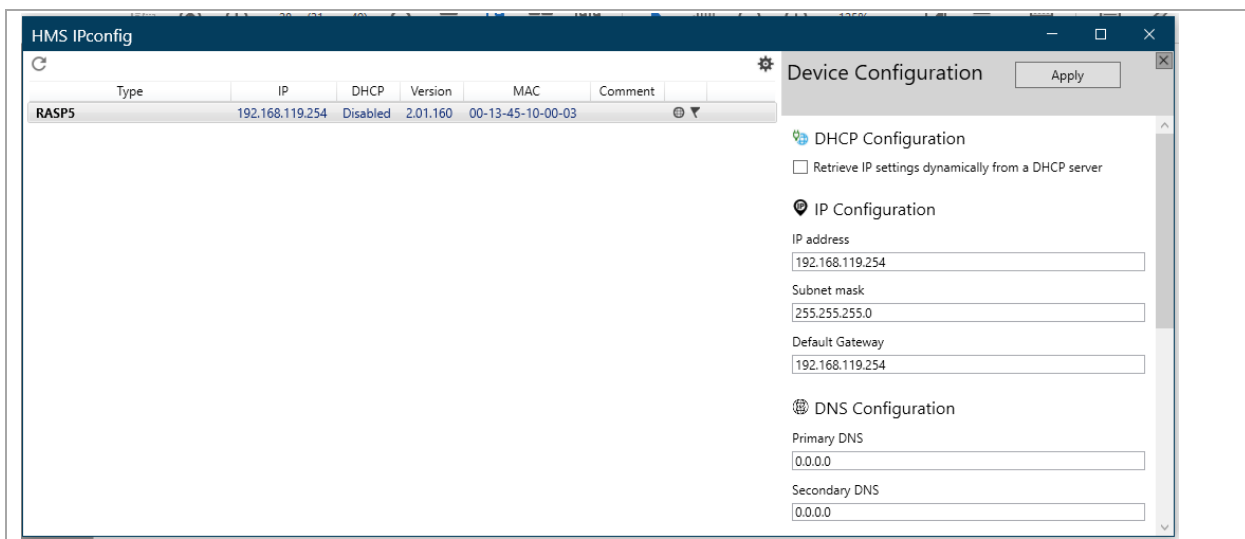 HMS IPconfig
Type IP DHCP Version MAC Comment
RASP5 192.168.119.254 Disabled 2.01.160 00-13-45-10-00-03
Device Configuration Apply
DHCP Configuration
Retrieve IP settings dynamically from a DHCP server
IP Configuration
IP address
192.168.119.254
Subnet mask
255.255.255.0
Default Gateway
192.168.119.254
DNS Configuration
Primary DNS
0.0.0.0
Secondary DNS
0.0.0.0